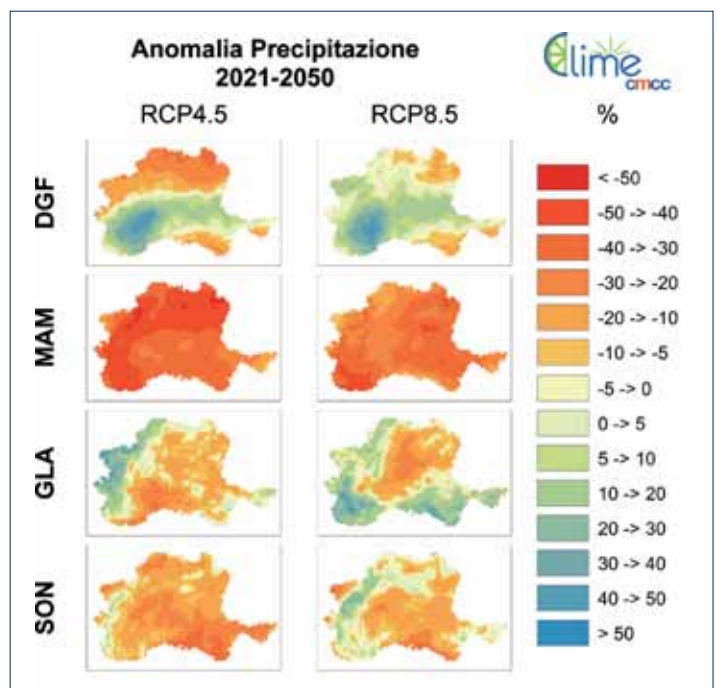 Anomalia Precipitazione
2021-2050
Clime
cmcc
RCP4.5
RCP8.5
%
DGF
MAM
GLA
SON
< -50
-50 -> -40
-40 -> -30
-30 -> -20
-20 -> -10
-10 -> -5
-5 -> 0
0 -> 5
5 -> 10
10 -> 20
20 -> 30
30 -> 40
40 -> 50
> 50